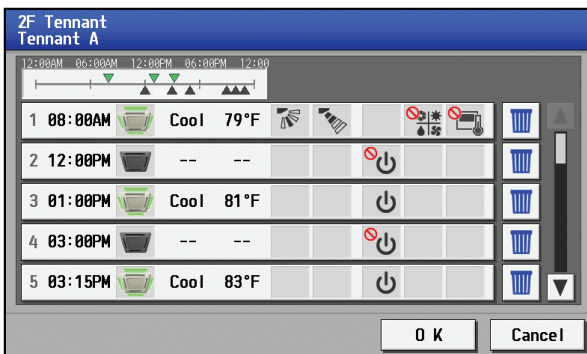 2F Tennant
Tennant A
12:00AM 06:00AM 12:00PM 06:00PM 12:00
1 08:00AM Cool 79°F
2 12:00PM -- --
3 01:00PM Cool 81°F
4 03:00PM -- --
5 03:15PM Cool 83°F
O K Cancel